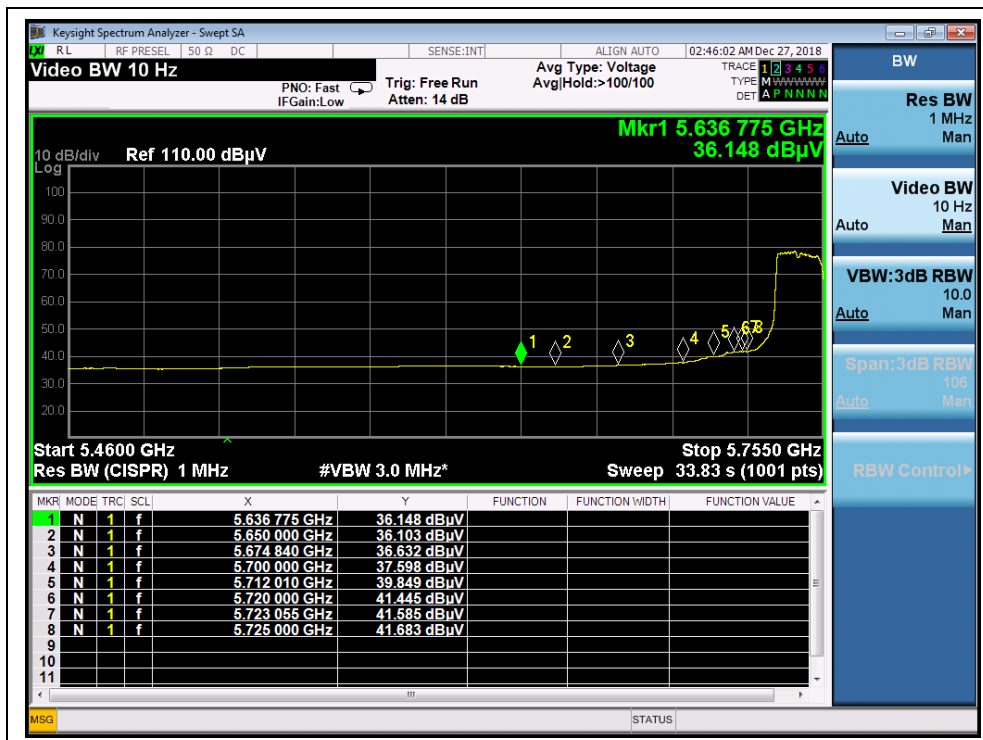 Keysight Spectrum Analyzer - Swept SA
LXI RL RF PRESEL 50 Ω DC SENSE:INT ALIGN AUTO 02:46:02 AM Dec 27, 2018
Video BW 10 Hz
PNO: Fast
IFGain:Low
Trig: Free Run
Atten: 14 dB
Avg Type: Voltage
Avg|Hold:>100/100
TRACE 1 2 3 4 5 6
TYPE M W W W W W
DET A P N N N N
Mkr1 5.636 775 GHz
36.148 dBµV
10 dB/div Ref 110.00 dBµV
Log
100
90.0
80.0
70.0
60.0
50.0
40.0
30.0
20.0
1 2 3 4 5 6 7 8
Start 5.4600 GHz Stop 5.7550 GHz
Res BW (CISPR) 1 MHz #VBW 3.0 MHz* Sweep 33.83 s (1001 pts)
MKR MODE TRC SCL X Y FUNCTION FUNCTION WIDTH FUNCTION VALUE
1 N 1 f 5.636 775 GHz 36.148 dBµV
2 N 1 f 5.650 000 GHz 36.103 dBµV
3 N 1 f 5.674 840 GHz 36.632 dBµV
4 N 1 f 5.700 000 GHz 37.598 dBµV
5 N 1 f 5.712 010 GHz 39.849 dBµV
6 N 1 f 5.720 000 GHz 41.445 dBµV
7 N 1 f 5.723 055 GHz 41.585 dBµV
8 N 1 f 5.725 000 GHz 41.683 dBµV
9
10
11
MSG STATUS
BW
Res BW
1 MHz
Auto Man
Video BW
10 Hz
Auto Man
VBW:3dB RBW
10.0
Auto Man
Span:3dB RBW
106
Auto Man
RBW Control